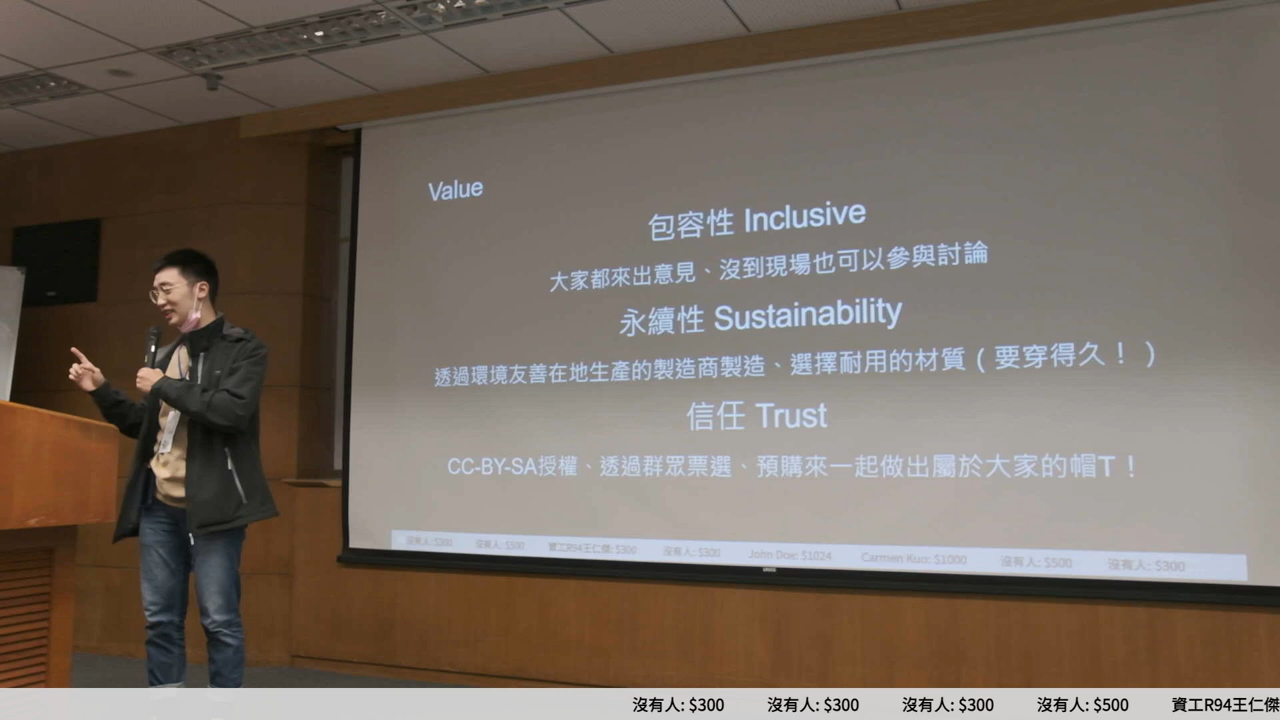 Value
包容性 Inclusive
大家都來出意見、沒到現場也可以參與討論
永續性 Sustainability
透過環境友善在地生產的製造商製造、選擇耐用的材質（要穿得久！）
信任 Trust
CC-BY-SA授權、透過群眾票選、預購來一起做出屬於大家的帽T！
沒有人: $300 沒有人: $300 資工R94王仁傑: $300 沒有人: $300 John Doe: $1024 Carmen Kuo: $1000 沒有人: $500 沒有人: $300
沒有人: $300 沒有人: $300 沒有人: $300 沒有人: $500 資工R94王仁傑